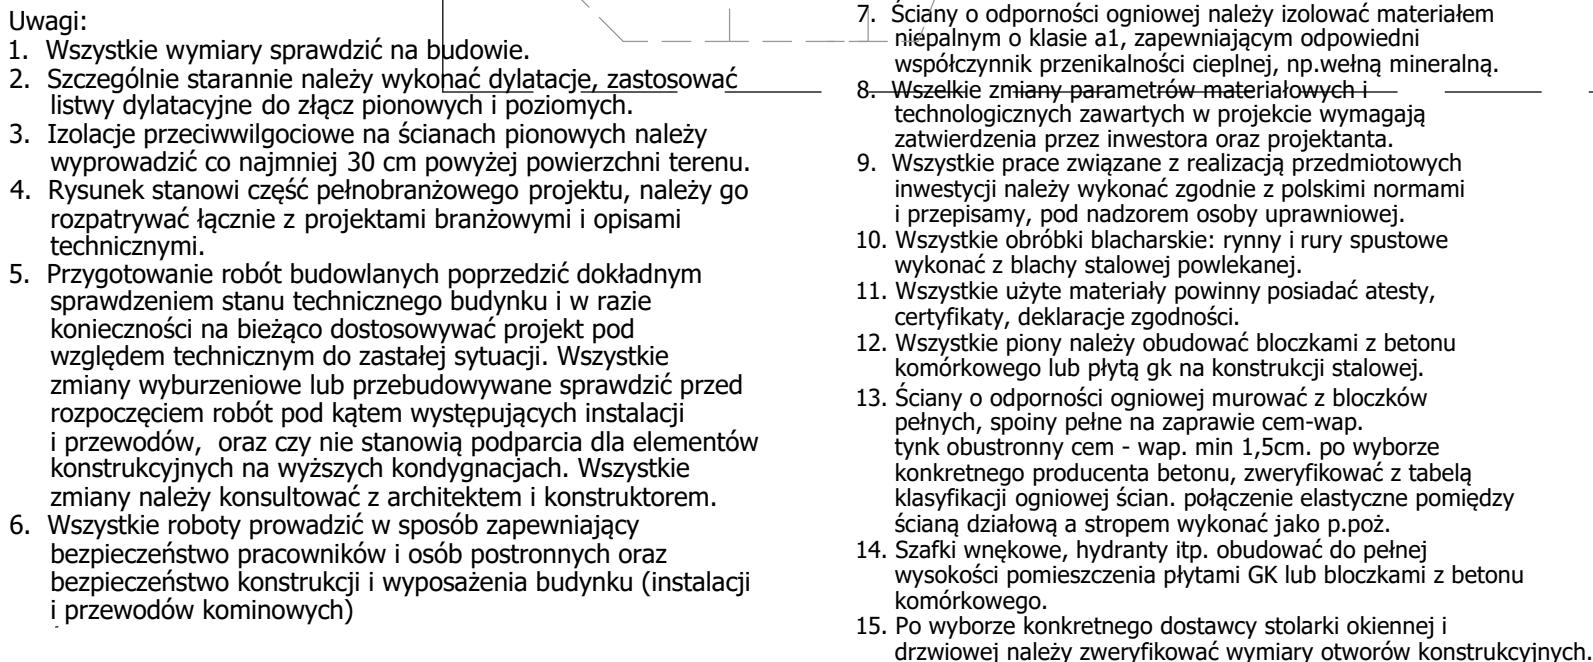 Uwagi:
1. Wszystkie wymiary sprawdzić na budowie.
2. Szczególnie starannie należy wykonać dylatacje, zastosować
listwy dylatacyjne do złącz pionowych i poziomych.
3. Izolacje przeciwwilgociowe na ścianach pionowych należy
wyprowadzić co najmniej 30 cm powyżej powierzchni terenu.
4. Rysunek stanowi część pełnobranżowego projektu, należy go
rozpatrywać łącznie z projektami branżowymi i opisami
technicznymi.
5. Przygotowanie robót budowlanych poprzedzić dokładnym
sprawdzeniem stanu technicznego budynku i w razie
konieczności na bieżąco dostosowywać projekt pod
względem technicznym do zastałej sytuacji. Wszystkie
zmiany wyburzeniowe lub przebudowywane sprawdzić przed
rozpoczęciem robót pod kątem występujących instalacji
i przewodów, oraz czy nie stanowią podparcia dla elementów
konstrukcyjnych na wyższych kondygnacjach. Wszystkie
zmiany należy konsultować z architektem i konstruktorem.
6. Wszystkie roboty prowadzić w sposób zapewniający
bezpieczeństwo pracowników i osób postronnych oraz
bezpieczeństwo konstrukcji i wyposażenia budynku (instalacji
i przewodów kominowych)
7. Ściany o odporności ogniowej należy izolować materiałem
niepalnym o klasie a1, zapewniającym odpowiedni
współczynnik przenikalności cieplnej, np.wełną mineralną.
8. Wszelkie zmiany parametrów materiałowych i
technologicznych zawartych w projekcie wymagają
zatwierdzenia przez inwestora oraz projektanta.
9. Wszystkie prace związane z realizacją przedmiotowych
inwestycji należy wykonać zgodnie z polskimi normami
i przepisamy, pod nadzorem osoby uprawniowej.
10. Wszystkie obróbki blacharskie: rynny i rury spustowe
wykonać z blachy stalowej powlekanej.
11. Wszystkie użyte materiały powinny posiadać atesty,
certyfikaty, deklaracje zgodności.
12. Wszystkie piony należy obudować bloczkami z betonu
komórkowego lub płytą gk na konstrukcji stalowej.
13. Ściany o odporności ogniowej murować z bloczków
pełnych, spoiny pełne na zaprawie cem-wap.
tynk obustronny cem - wap. min 1,5cm. po wyborze
konkretnego producenta betonu, zweryfikować z tabelą
klasyfikacji ogniowej ścian. połączenie elastyczne pomiędzy
ścianą działową a stropem wykonać jako p.poż.
14. Szafki wnękowe, hydranty itp. obudować do pełnej
wysokości pomieszczenia płytami GK lub bloczkami z betonu
komórkowego.
15. Po wyborze konkretnego dostawcy stolarki okiennej i
drzwiowej należy zweryfikować wymiary otworów konstrukcyjnych.